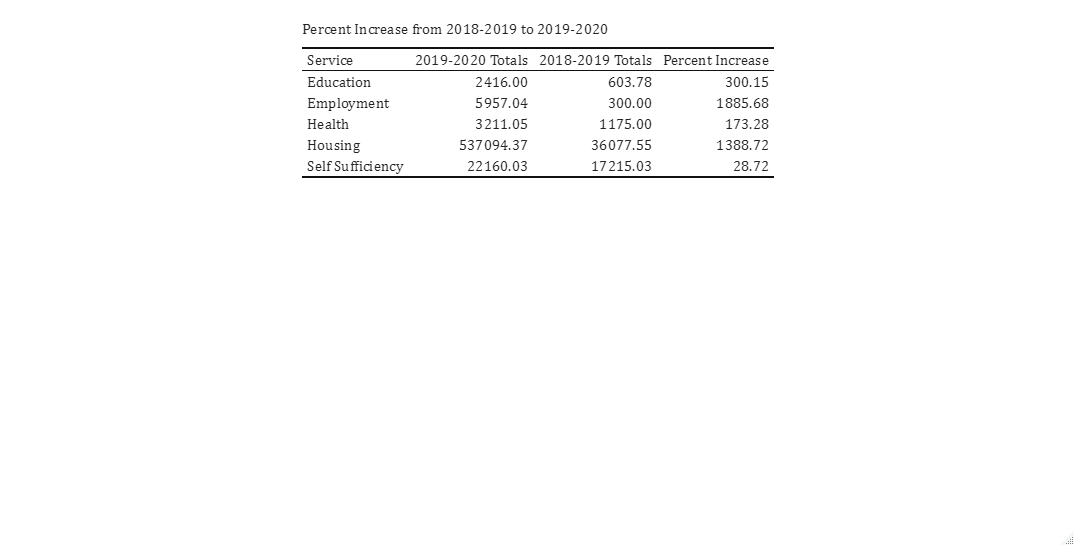 Percent Increase from 2018-2019 to 2019-2020
Service 2019-2020 Totals 2018-2019 Totals Percent Increase
Education 2416.00 603.78 300.15
Employment 5957.04 300.00 1885.68
Health 3211.05 1175.00 173.28
Housing 537094.37 36077.55 1388.72
Self Sufficiency 22160.03 17215.03 28.72